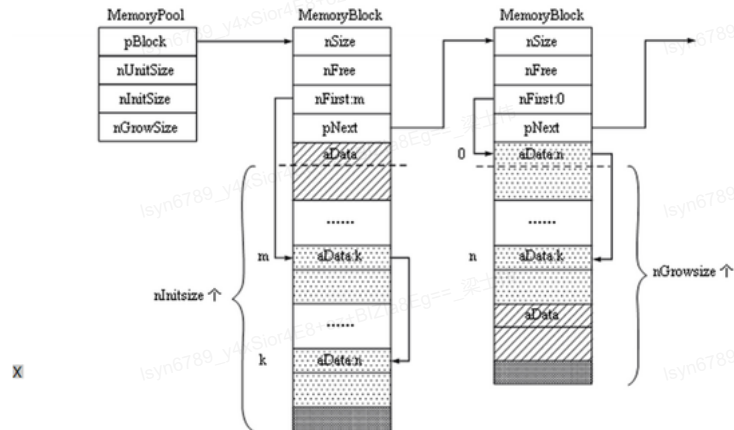 MemoryPool
pBlock
nUnitSize
nInitSize
nGrowSize
MemoryBlock
nSize
nFree
nFirst:m
pNext
aData
......
m
aData:k
......
k
aData:n
nInitsize 个
MemoryBlock
nSize
nFree
nFirst:0
pNext
0
aData:n
......
n
aData:k
aData
nGrowsize 个
X